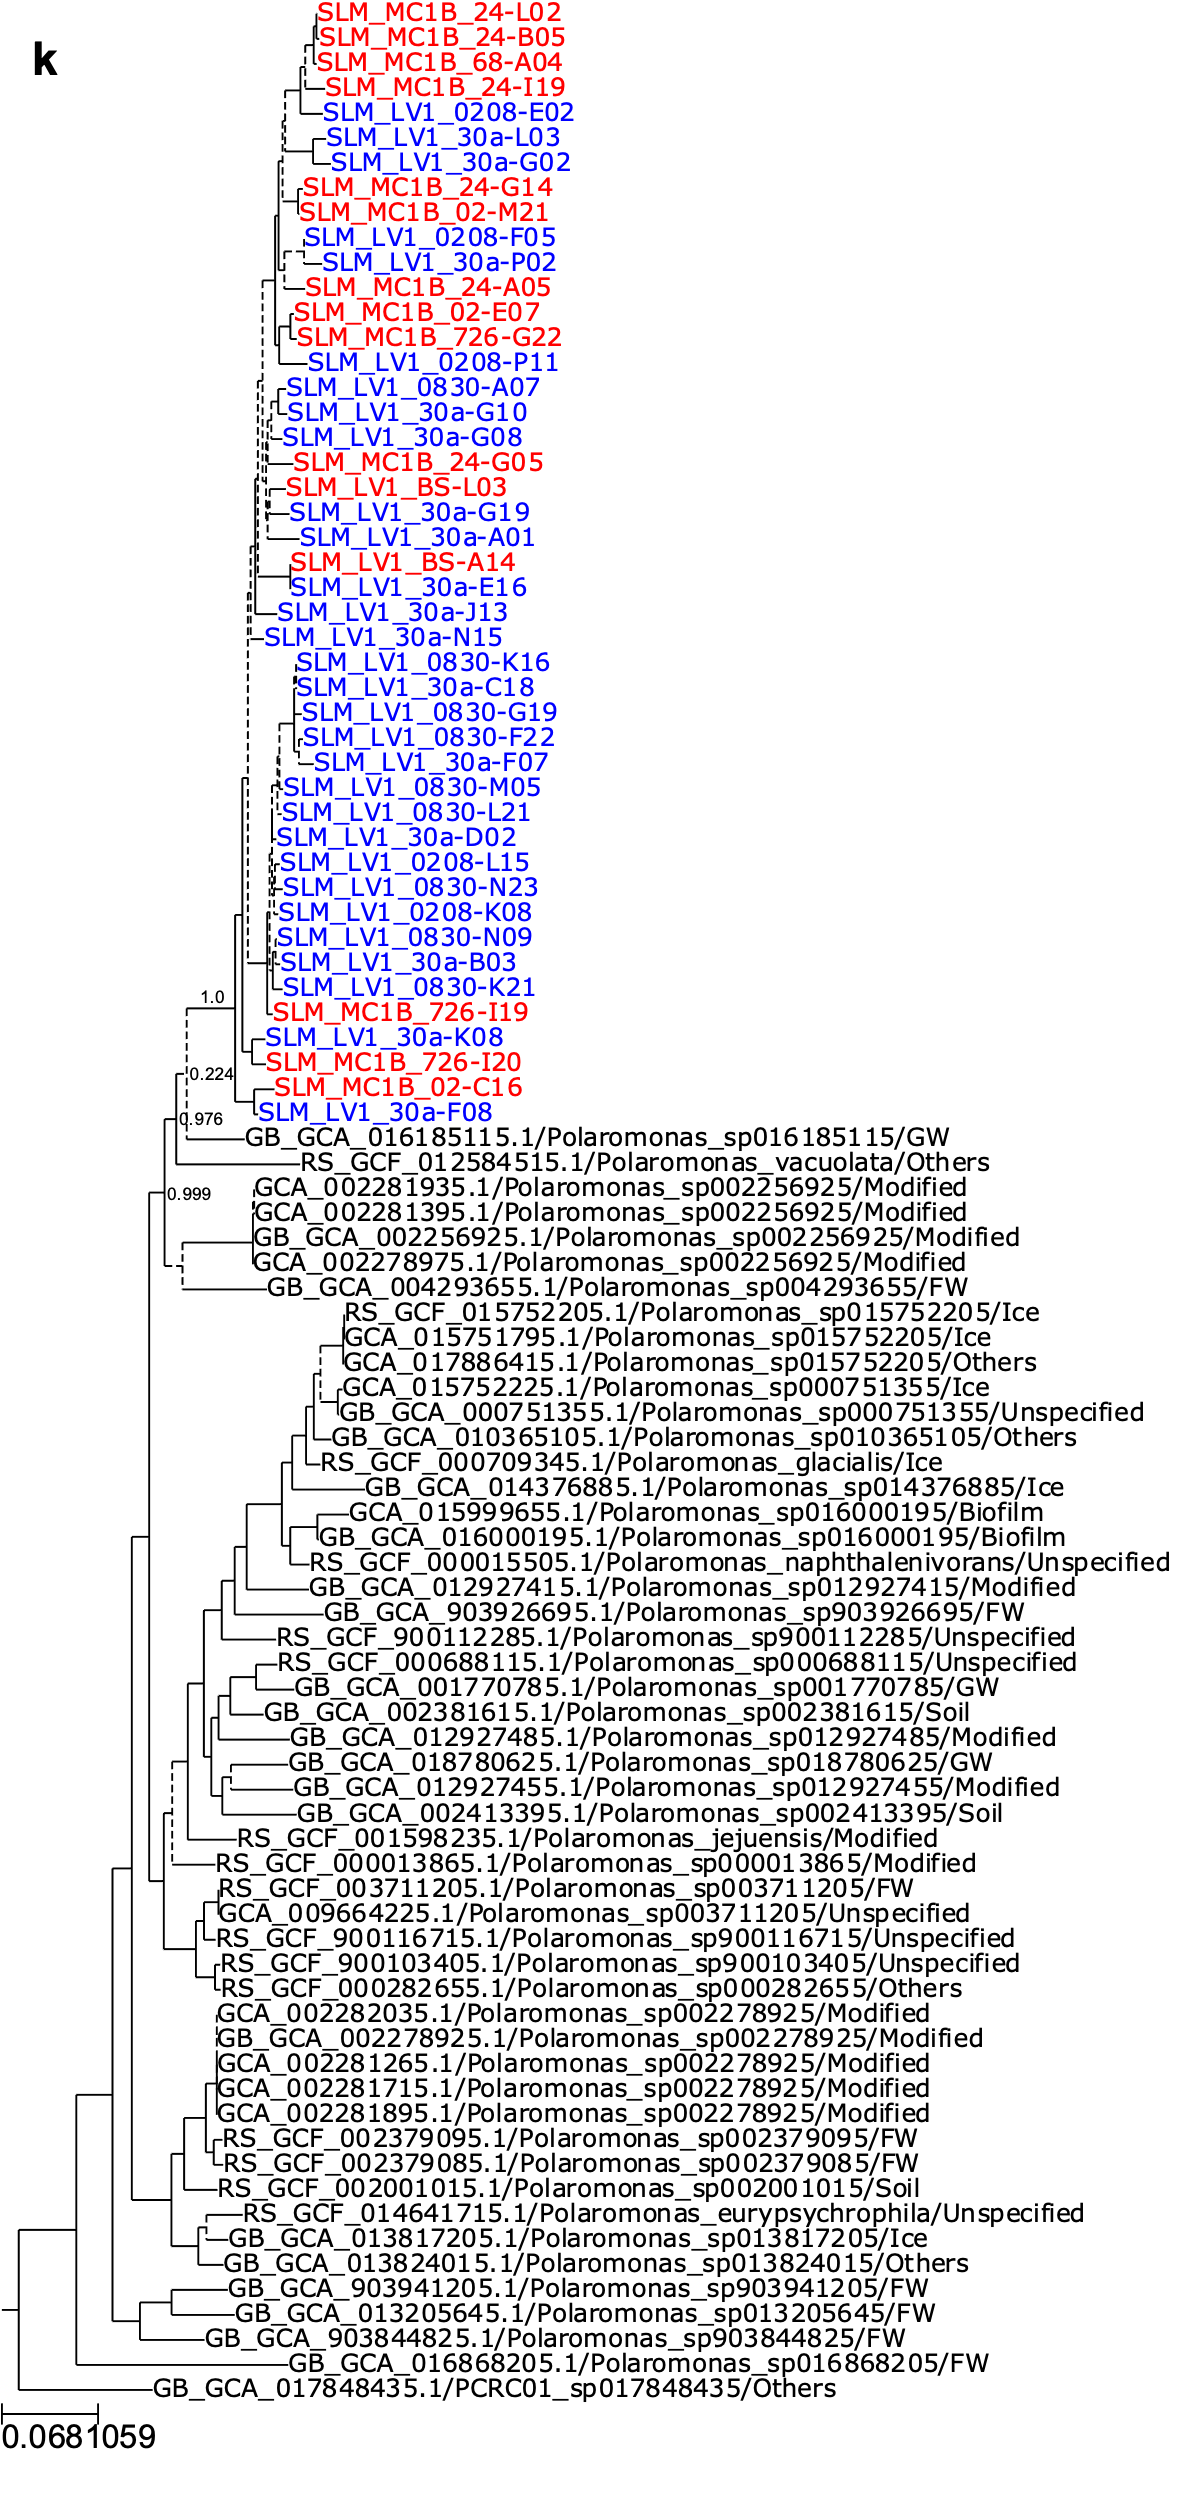 k
SLM_MC1B_24-L02
SLM_MC1B_24-B05
SLM_MC1B_68-A04
SLM_MC1B_24-I19
SLM_LV1_0208-E02
SLM_LV1_30a-L03
SLM_LV1_30a-G02
SLM_MC1B_24-G14
SLM_MC1B_02-M21
SLM_LV1_0208-F05
SLM_LV1_30a-P02
SLM_MC1B_24-A05
SLM_MC1B_02-E07
SLM_MC1B_726-G22
SLM_LV1_0208-P11
SLM_LV1_0830-A07
SLM_LV1_30a-G10
SLM_LV1_30a-G08
SLM_MC1B_24-G05
SLM_LV1_BS-L03
SLM_LV1_30a-G19
SLM_LV1_30a-A01
SLM_LV1_BS-A14
SLM_LV1_30a-E16
SLM_LV1_30a-J13
SLM_LV1_30a-N15
SLM_LV1_0830-K16
SLM_LV1_30a-C18
SLM_LV1_0830-G19
SLM_LV1_0830-F22
SLM_LV1_30a-F07
SLM_LV1_0830-M05
SLM_LV1_0830-L21
SLM_LV1_30a-D02
SLM_LV1_0208-L15
SLM_LV1_0830-N23
SLM_LV1_0208-K08
SLM_LV1_0830-N09
SLM_LV1_30a-B03
SLM_LV1_0830-K21
1.0
SLM_MC1B_726-I19
SLM_LV1_30a-K08
SLM_MC1B_726-I20
0.224
SLM_MC1B_02-C16
SLM_LV1_30a-F08
0.976
GB_GCA_016185115.1/Polaromonas_sp016185115/GW
RS_GCF_012584515.1/Polaromonas_vacuolata/Others
GCA_002281935.1/Polaromonas_sp002256925/Modified
0.999
GCA_002281395.1/Polaromonas_sp002256925/Modified
GB_GCA_002256925.1/Polaromonas_sp002256925/Modified
GCA_002278975.1/Polaromonas_sp002256925/Modified
GB_GCA_004293655.1/Polaromonas_sp004293655/FW
RS_GCF_015752205.1/Polaromonas_sp015752205/Ice
GCA_015751795.1/Polaromonas_sp015752205/Ice
GCA_017886415.1/Polaromonas_sp015752205/Others
GCA_015752225.1/Polaromonas_sp000751355/Ice
GB_GCA_000751355.1/Polaromonas_sp000751355/Unspecified
GB_GCA_010365105.1/Polaromonas_sp010365105/Others
RS_GCF_000709345.1/Polaromonas_glacialis/Ice
GB_GCA_014376885.1/Polaromonas_sp014376885/Ice
GCA_015999655.1/Polaromonas_sp016000195/Biofilm
GB_GCA_016000195.1/Polaromonas_sp016000195/Biofilm
RS_GCF_000015505.1/Polaromonas_naphthalenivorans/Unspecified
GB_GCA_012927415.1/Polaromonas_sp012927415/Modified
GB_GCA_903926695.1/Polaromonas_sp903926695/FW
RS_GCF_900112285.1/Polaromonas_sp900112285/Unspecified
RS_GCF_000688115.1/Polaromonas_sp000688115/Unspecified
GB_GCA_001770785.1/Polaromonas_sp001770785/GW
GB_GCA_002381615.1/Polaromonas_sp002381615/Soil
GB_GCA_012927485.1/Polaromonas_sp012927485/Modified
GB_GCA_018780625.1/Polaromonas_sp018780625/GW
GB_GCA_012927455.1/Polaromonas_sp012927455/Modified
GB_GCA_002413395.1/Polaromonas_sp002413395/Soil
RS_GCF_001598235.1/Polaromonas_jejuensis/Modified
RS_GCF_000013865.1/Polaromonas_sp000013865/Modified
RS_GCF_003711205.1/Polaromonas_sp003711205/FW
GCA_009664225.1/Polaromonas_sp003711205/Unspecified
RS_GCF_900116715.1/Polaromonas_sp900116715/Unspecified
RS_GCF_900103405.1/Polaromonas_sp900103405/Unspecified
RS_GCF_000282655.1/Polaromonas_sp000282655/Others
GCA_002282035.1/Polaromonas_sp002278925/Modified
GB_GCA_002278925.1/Polaromonas_sp002278925/Modified
GCA_002281265.1/Polaromonas_sp002278925/Modified
GCA_002281715.1/Polaromonas_sp002278925/Modified
GCA_002281895.1/Polaromonas_sp002278925/Modified
RS_GCF_002379095.1/Polaromonas_sp002379095/FW
RS_GCF_002379085.1/Polaromonas_sp002379085/FW
RS_GCF_002001015.1/Polaromonas_sp002001015/Soil
RS_GCF_014641715.1/Polaromonas_eurypsychrophila/Unspecified
GB_GCA_013817205.1/Polaromonas_sp013817205/Ice
GB_GCA_013824015.1/Polaromonas_sp013824015/Others
GB_GCA_903941205.1/Polaromonas_sp903941205/FW
GB_GCA_013205645.1/Polaromonas_sp013205645/FW
GB_GCA_903844825.1/Polaromonas_sp903844825/FW
GB_GCA_016868205.1/Polaromonas_sp016868205/FW
GB_GCA_017848435.1/PCRC01_sp017848435/Others
0.0681059